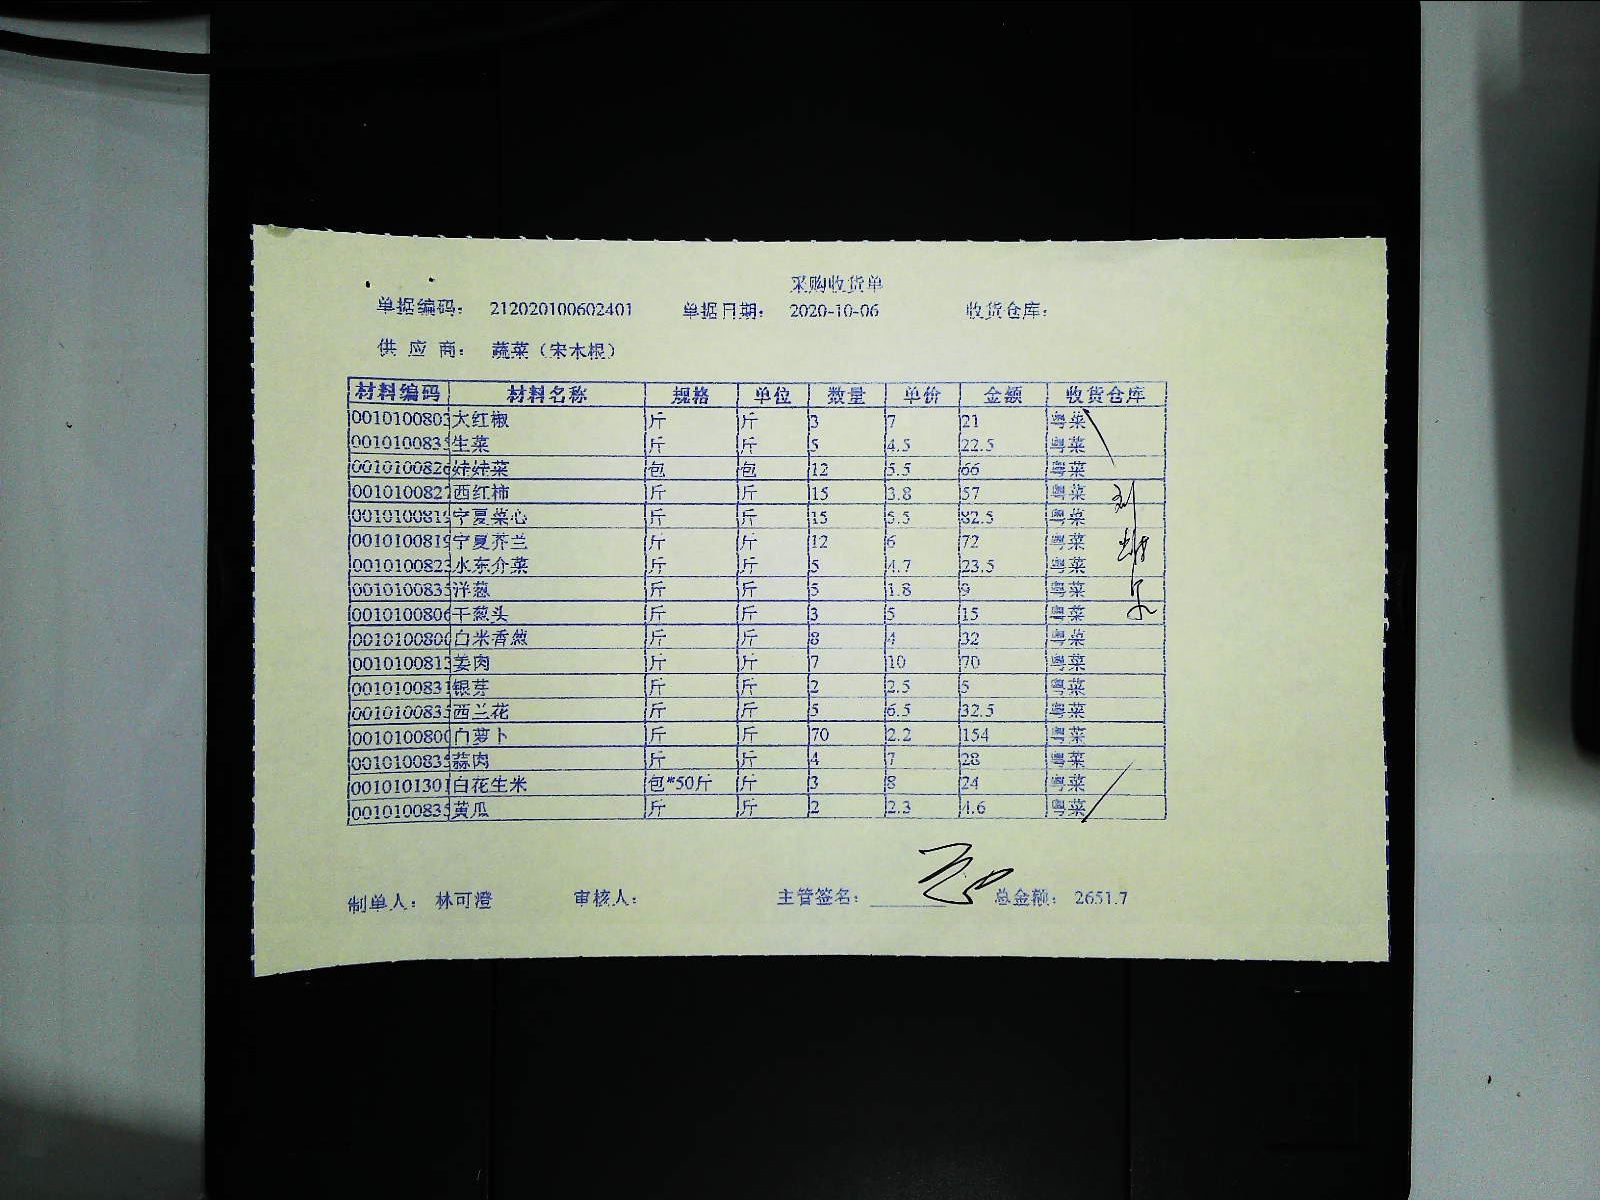 采购收货单
单据编码： 212020100602401 单据日期： 2020-10-06 收货仓库：
供 应 商： 蔬菜（宋木根）
材料编码 材料名称 规格 单位 数量 单价 金额 收货仓库
0010100803 大红椒 斤 斤 3 7 21 粤菜
001010083 生菜 斤 斤 5 4.5 22.5 粤菜
001010082 娃娃菜 包 包 12 5.5 66 粤菜
001010082 西红柿 斤 斤 15 3.8 57 粤菜
001010081 宁夏菜心 斤 斤 15 5.5 82.5 粤菜
001010081 宁夏芥兰 斤 斤 12 6 72 粤菜
001010082 水东介菜 斤 斤 5 4.7 23.5 粤菜
001010083 洋葱 斤 斤 5 1.8 9 粤菜
001010080 干葱头 斤 斤 3 5 15 粤菜
001010080 白米香葱 斤 斤 8 4 32 粤菜
001010081 姜肉 斤 斤 7 10 70 粤菜
001010083 银芽 斤 斤 2 2.5 5 粤菜
001010083 西兰花 斤 斤 5 6.5 32.5 粤菜
001010080 白萝卜 斤 斤 70 2.2 154 粤菜
001010083 蒜肉 斤 斤 4 7 28 粤菜
001010130 白花生米 包*50斤 斤 3 8 24 粤菜
001010083 黄瓜 斤 斤 2 2.3 4.6 粤菜
制单人： 林可澄 审核人： 主管签名： 总金额： 2651.7